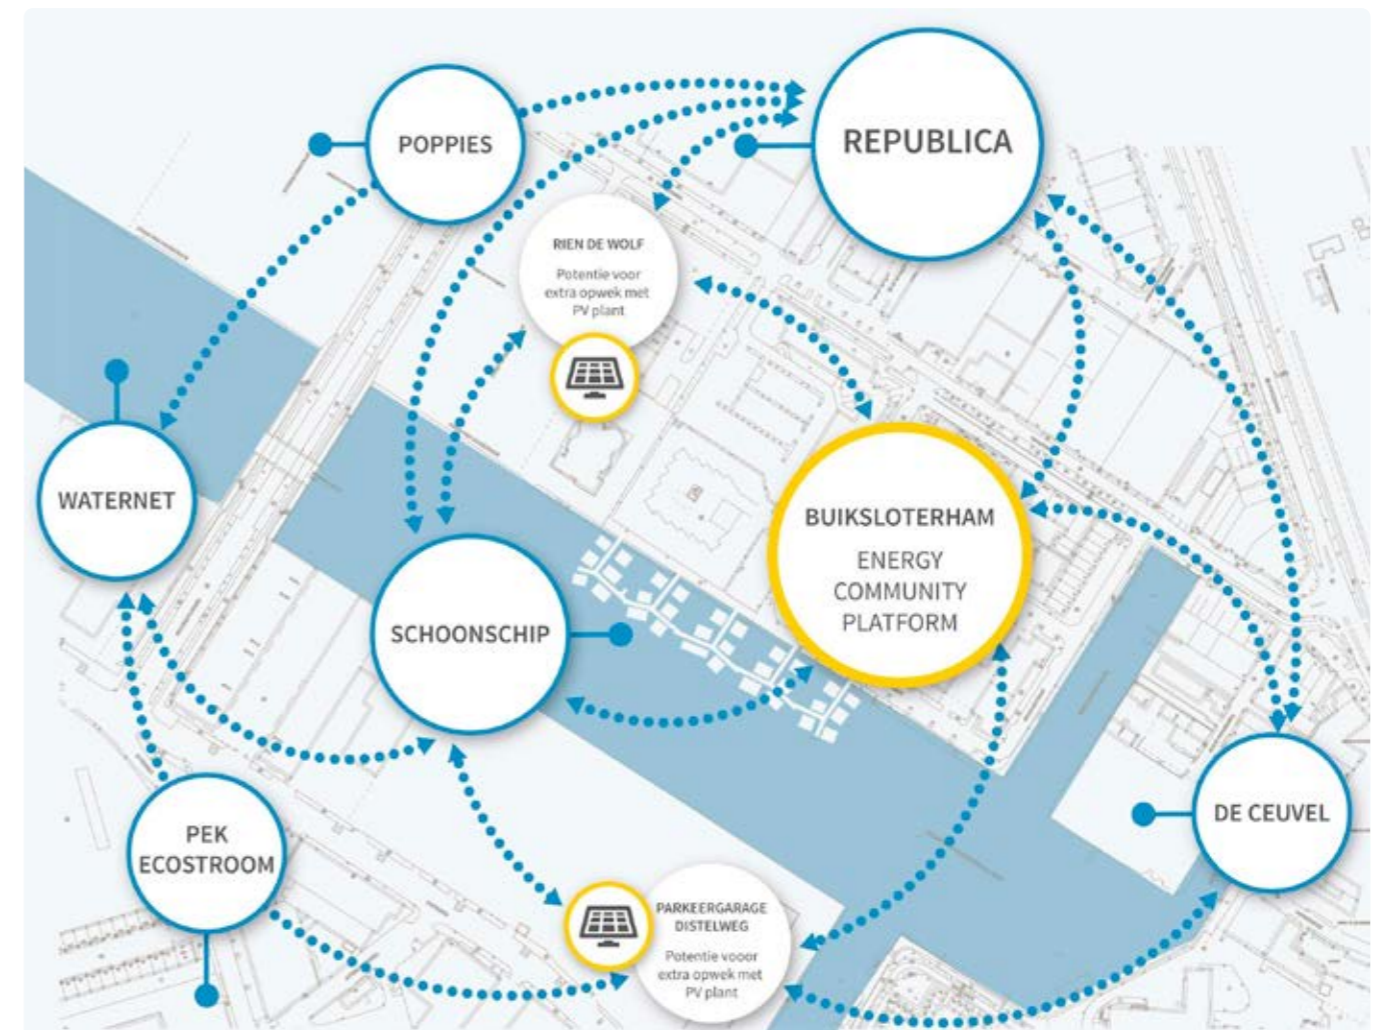 POPPIES
REPUBLICA
RIEN DE WOLF
Potentie voor
extra opwek met
PV plant
WATERNET
BUIKSLOTERHAM
ENERGY
COMMUNITY
PLATFORM
SCHOONSCHIP
DE CEUVEL
PEK
ECOSTROOM
PARKEERGARAGE
DISTELWEG
Potentie vooor
extra opwek met
PV plant